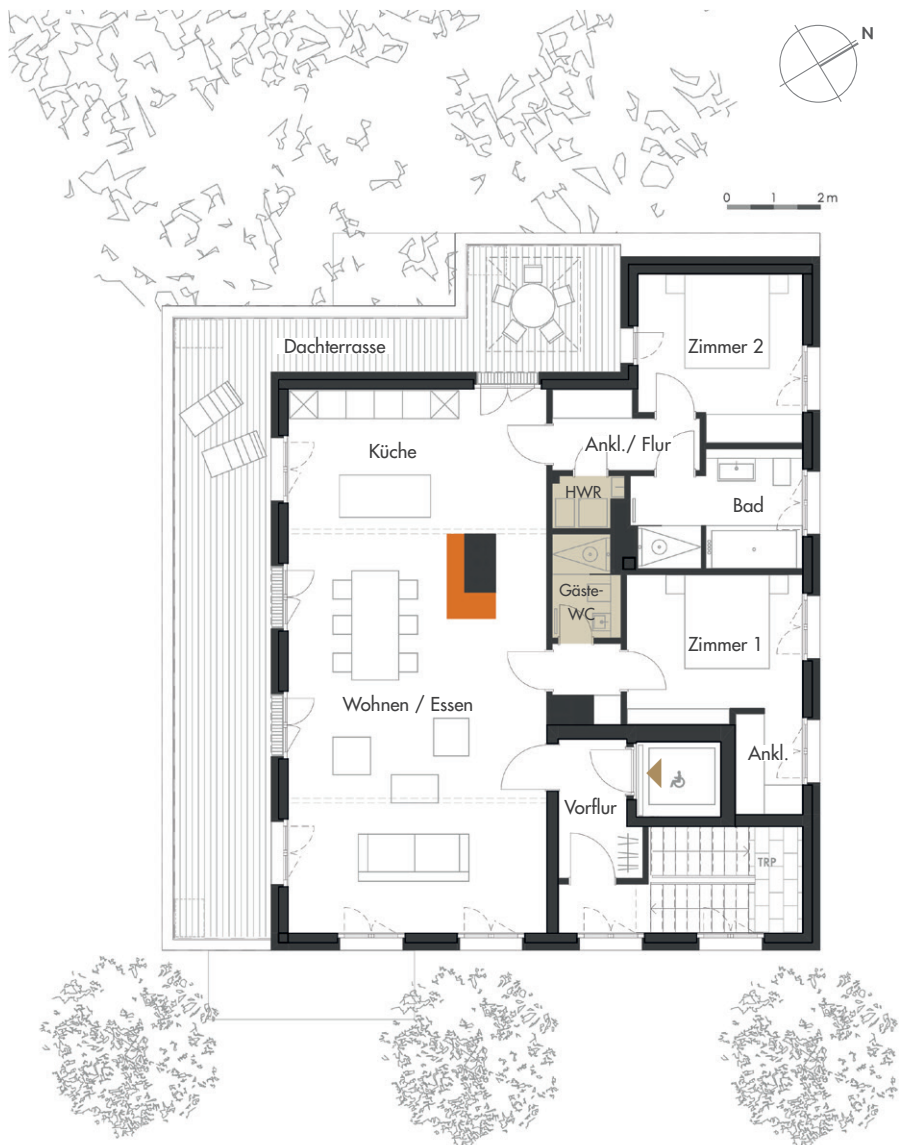 N
0 1 2 m
Dachterrasse
Zimmer 2
Küche
Ankl./ Flur
HWR
Bad
Gäste-
WC
Zimmer 1
Wohnen / Essen
Ankl.
Vorflur
TRP